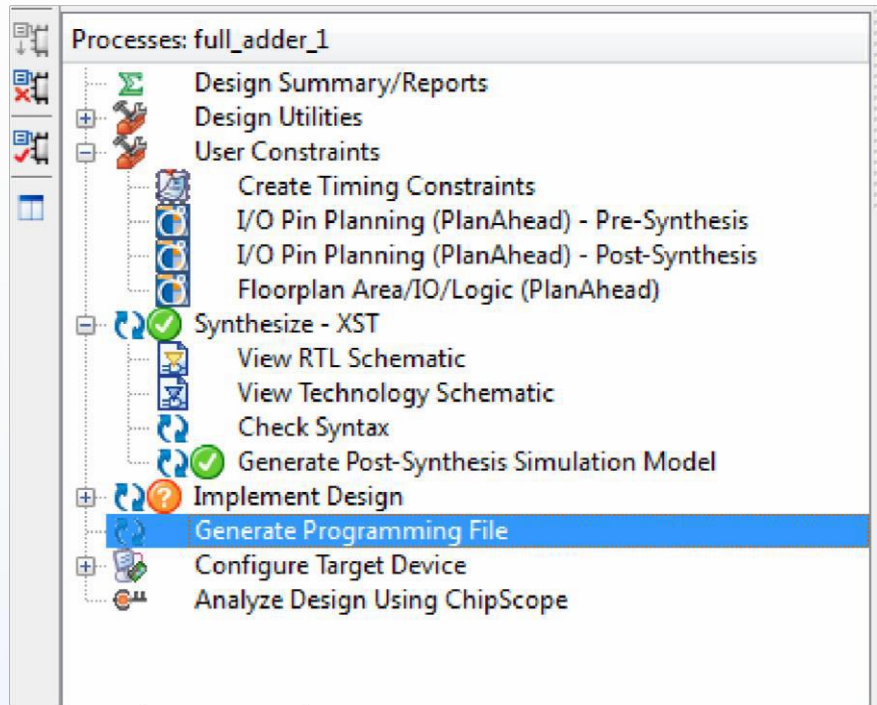 Processes: full_adder_1
Design Summary/Reports
Design Utilities
User Constraints
Create Timing Constraints
I/O Pin Planning (PlanAhead) - Pre-Synthesis
I/O Pin Planning (PlanAhead) - Post-Synthesis
Floorplan Area/IO/Logic (PlanAhead)
Synthesize - XST
View RTL Schematic
View Technology Schematic
Check Syntax
Generate Post-Synthesis Simulation Model
Implement Design
Generate Programming File
Configure Target Device
Analyze Design Using ChipScope